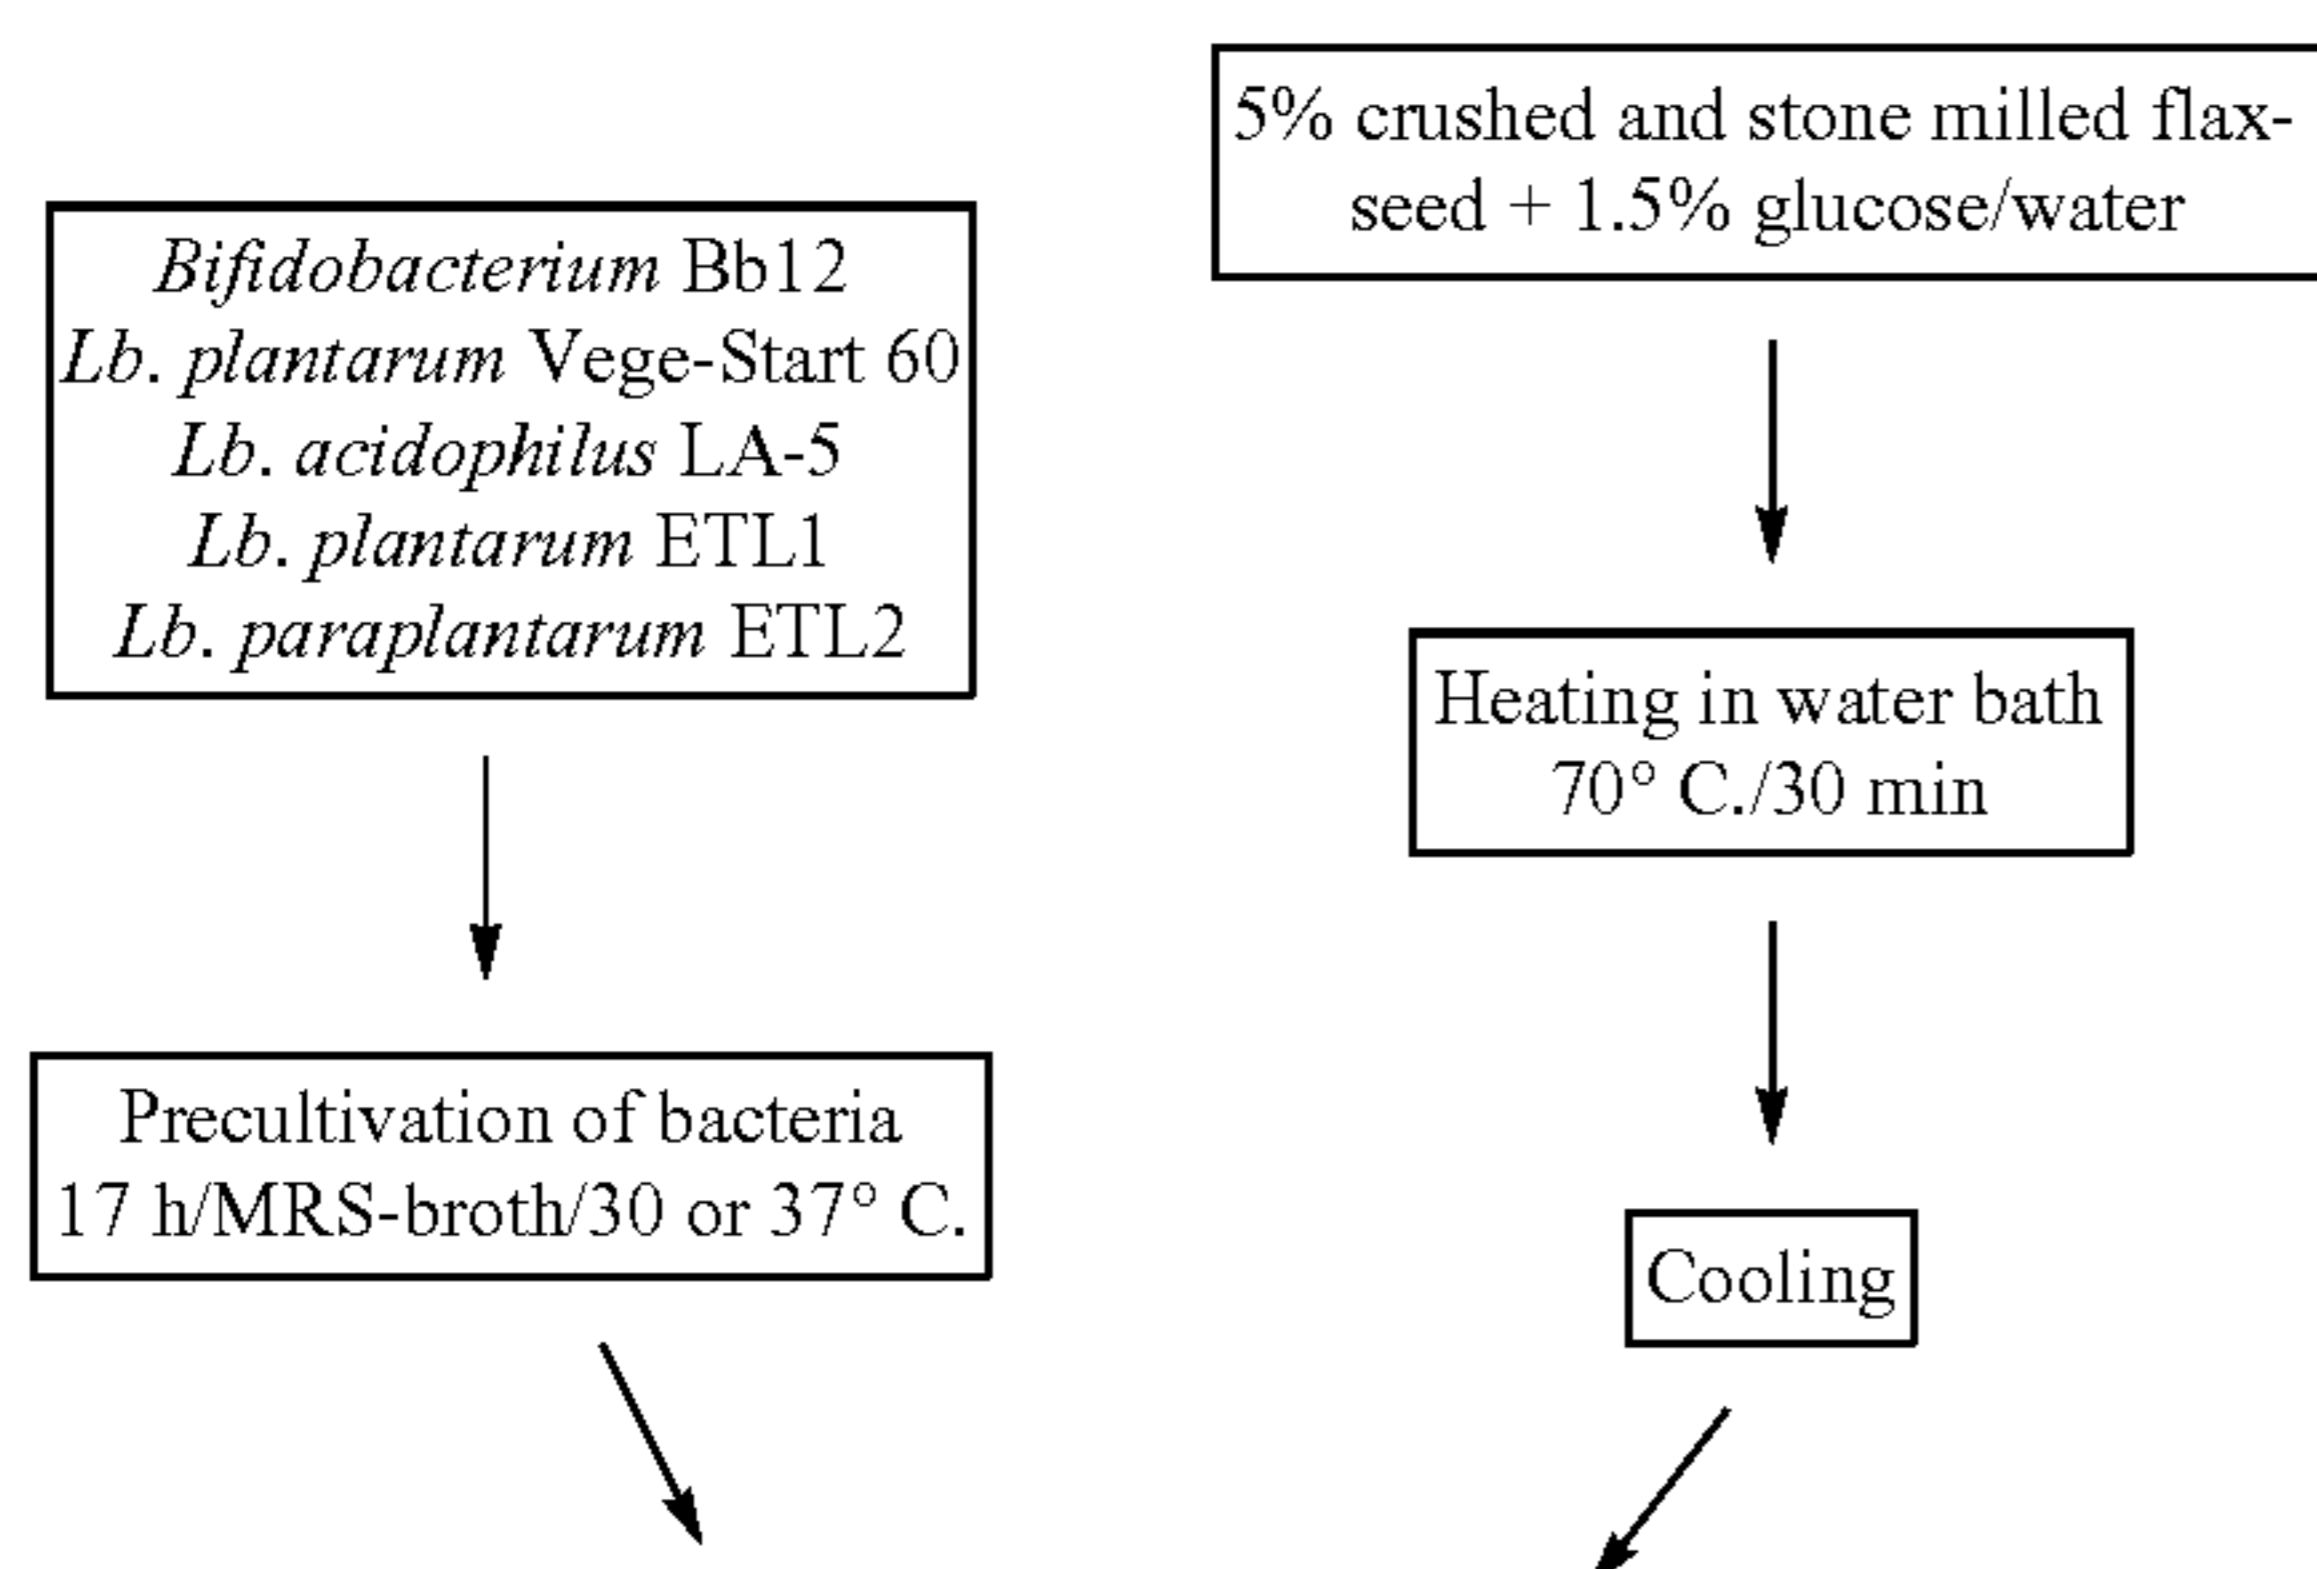 5% crushed and stone milled flax-
seed + 1.5% glucose/water
Bifidobacterium Bb12
Lb. plantarum Vege-Start 60
Lb. acidophilus LA-5
Lb. plantarum ETL1
Lb. paraplantarum ETL2
Heating in water bath
70° C./30 min
Precultivation of bacteria
17 h/MRS-broth/30 or 37° C.
Cooling